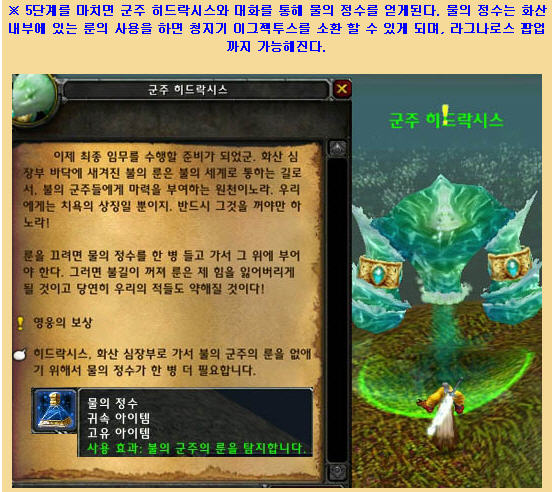 ※ 5단계를 마치면 군주 히드락시스와 대화를 통해 물의 정수를 얻게된다. 물의 정수는 화산
내부에 있는 룬의 사용을 하면 청지기 이그젝투스를 소환 할 수 있게 되며, 라그나로스 팝업
까지 가능해진다.
군주 히드락시스
군주 히드락시스
이제 최종 임무를 수행할 준비가 되었군. 화산 심
장부 바닥에 새겨진 불의 룬은 불의 세계로 통하는 길로
서, 불의 군주들에게 마력을 부여하는 원천이노라. 우리
에게는 치욕의 상징일 뿐이지. 반드시 그것을 꺼야만 하
노라!
룬을 끄려면 물의 정수를 한 병 들고 가서 그 위에 부어
야 한다. 그러면 불길이 꺼져 룬은 제 힘을 잃어버리게
될 것이고 당연히 우리의 적들도 약해질 것이다!
영웅의 보상
히드락시스, 화산 심장부로 가서 불의 군주의 룬을 없애
기 위해서 물의 정수가 한 병 더 필요합니다.
물의 정수
귀속 아이템
고유 아이템
사용 효과: 불의 군주의 룬을 탐지합니다.